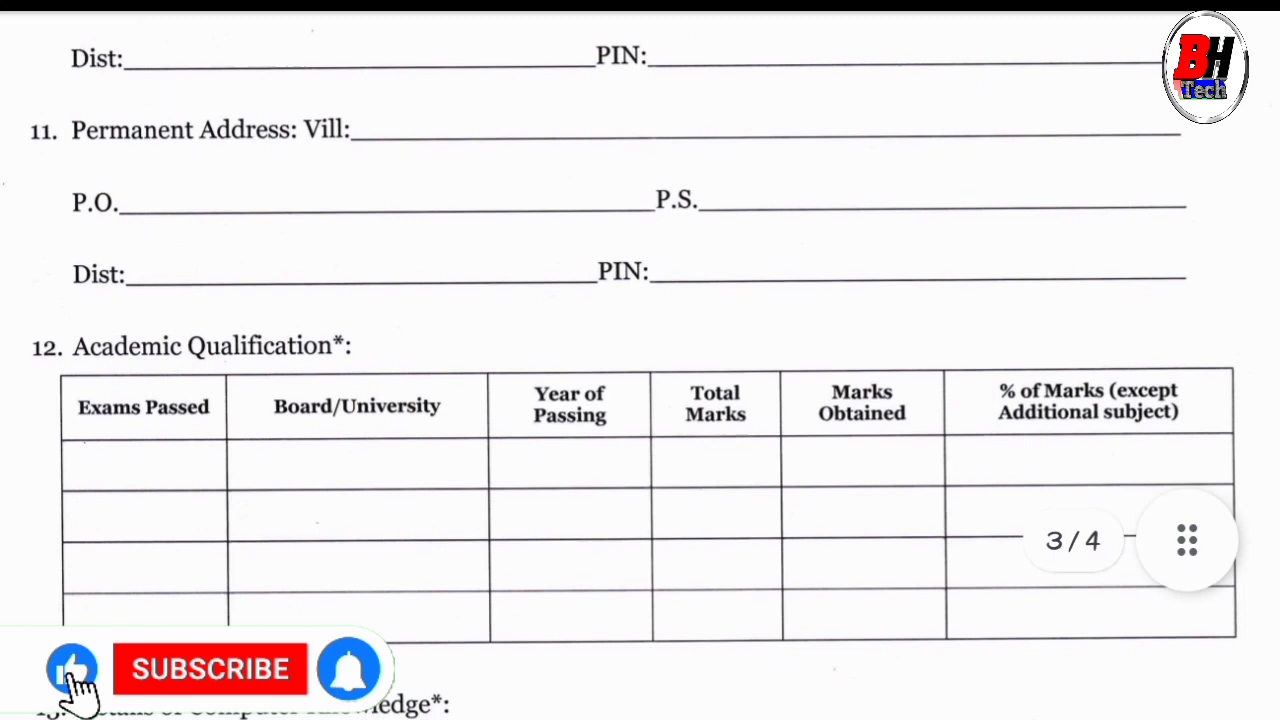 Dist: PIN:
BH
Tech
11. Permanent Address: Vill:
P.O. P.S.
Dist: PIN:
12. Academic Qualification*:
Exams Passed Board/University Year of Passing Total Marks Marks Obtained % of Marks (except Additional subject)
3 / 4
SUBSCRIBE